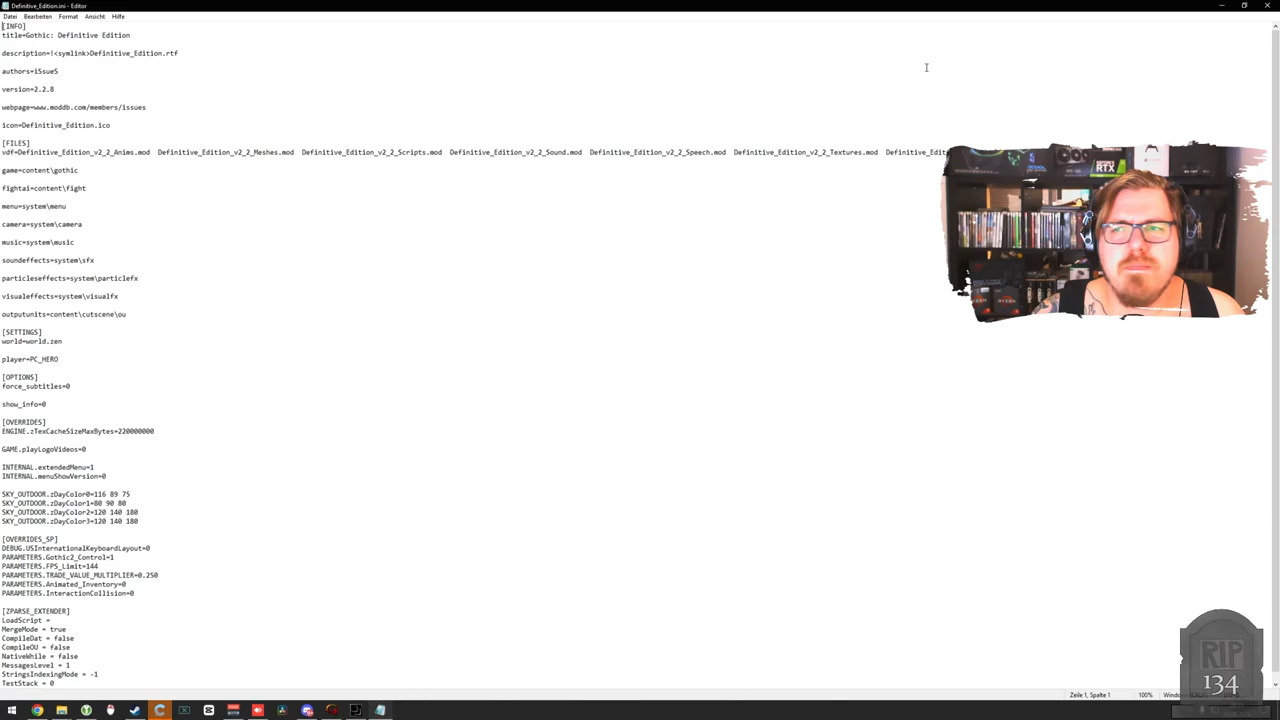 Definitive_Edition.ini - Editor
Datei Bearbeiten Format Ansicht Hilfe
[INFO]
title=Gothic: Definitive Edition
description=!<symlink>Definitive_Edition.rtf
authors=iSsueS
version=2.2.8
webpage=www.moddb.com/members/issues
icon=Definitive_Edition.ico
[FILES]
vdf=Definitive_Edition_v2_2_Anims.mod Definitive_Edition_v2_2_Meshes.mod Definitive_Edition_v2_2_Scripts.mod Definitive_Edition_v2_2_Sound.mod Definitive_Edition_v2_2_Speech.mod Definitive_Edition_v2_2_Textures.mod
game=content\gothic
fightai=content\fight
menu=system\menu
camera=system\camera
music=system\music
soundeffects=system\sfx
particleseffects=system\particlefx
visualeffects=system\visualfx
outputunits=content\cutscene\ou
[SETTINGS]
world=world.zen
player=PC_HERO
[OPTIONS]
force_subtitles=0
show_info=0
[OVERRIDES]
ENGINE.zTexCacheSizeMaxBytes=220000000
GAME.playLogoVideos=0
INTERNAL.extendedMenu=1
INTERNAL.menuShowVersion=0
SKY_OUTDOOR.zDayColor0=116 89 75
SKY_OUTDOOR.zDayColor1=80 90 80
SKY_OUTDOOR.zDayColor2=120 140 180
SKY_OUTDOOR.zDayColor3=120 140 180
[OVERRIDES_SP]
DEBUG.USInternationalKeyboardLayout=0
PARAMETERS.Gothic2_Control=1
PARAMETERS.FPS_Limit=144
PARAMETERS.TRADE_VALUE_MULTIPLIER=0.250
PARAMETERS.Animated_Inventory=0
PARAMETERS.InteractionCollision=0
[ZPARSE_EXTENDER]
LoadScript =
MergeMode = true
CompileDat = false
CompileOU = false
NativeWhile = false
MessagesLevel = 1
StringsIndexingMode = -1
TestStack = 0
RTX
RYZEN
RIP
134
Zeile 1, Spalte 1 100%